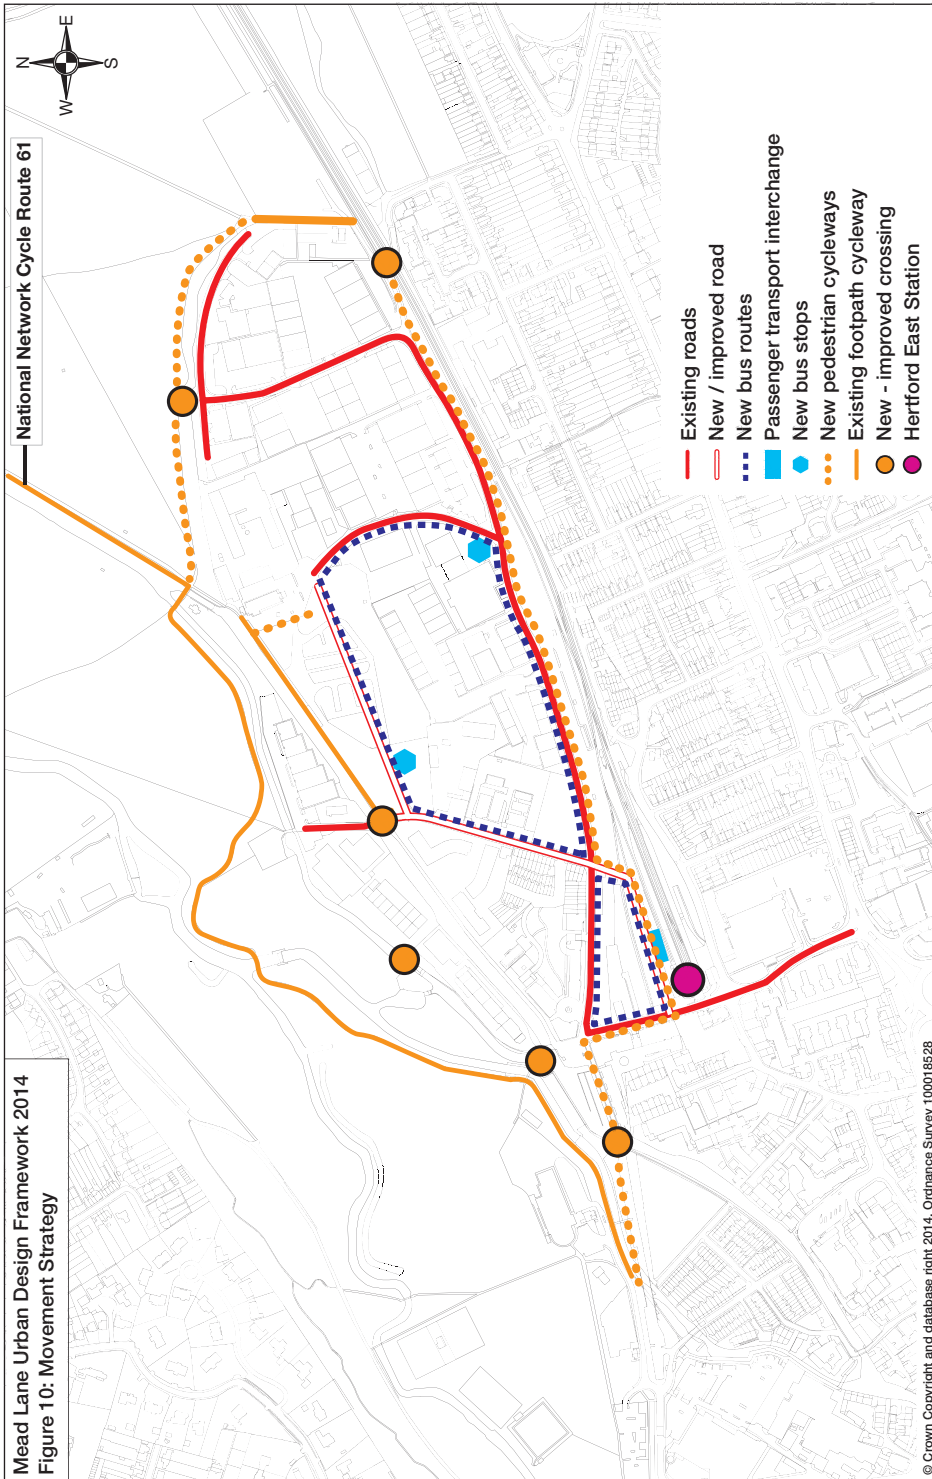 Mead Lane Urban Design Framework 2014
Figure 10: Movement Strategy
National Network Cycle Route 61
N
E
S
W
Existing roads
New / improved road
New bus routes
Passenger transport interchange
New bus stops
New pedestrian cycleways
Existing footpath cycleway
New - improved crossing
Hertford East Station
© Crown Copyright and database right 2014. Ordnance Survey 100018528